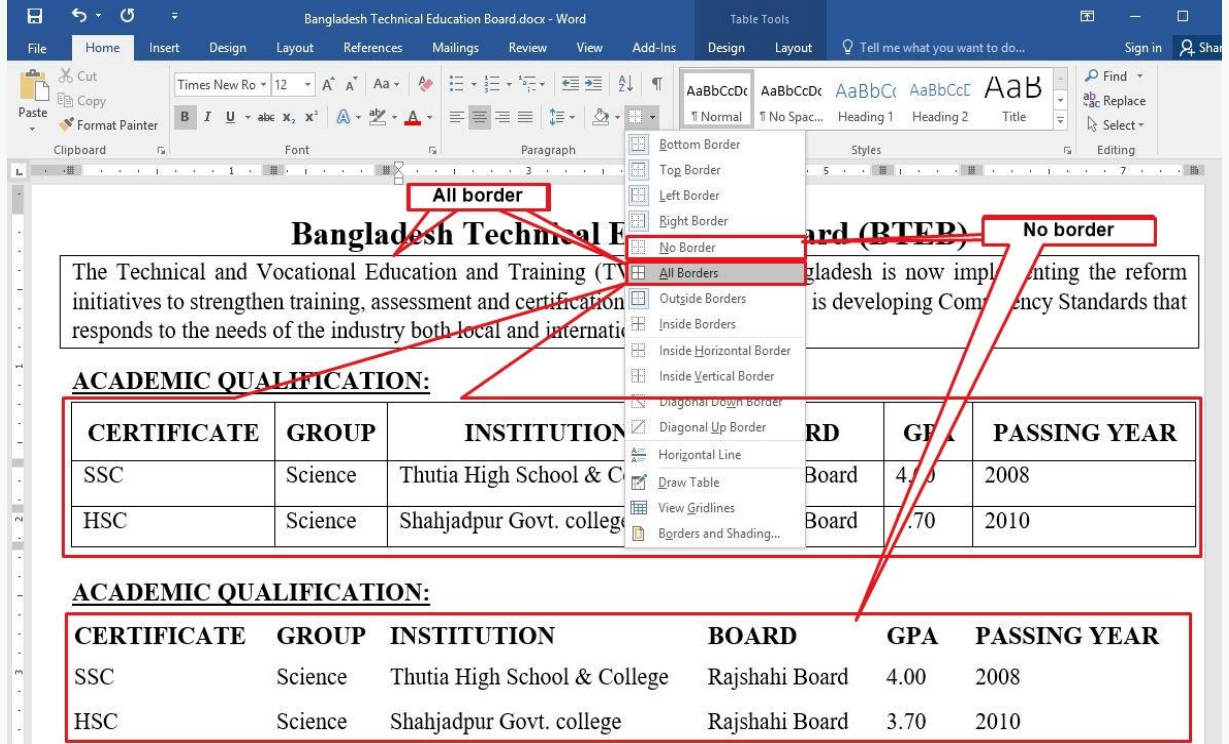 Bangladesh Technical Education Board.docx - Word
Table Tools
File Home Insert Design Layout References Mailings Review View Add-Ins Design Layout Tell me what you want to do... Sign in Shar
Paste
Cut
Copy
Format Painter
Clipboard
Times New Ro 12
Font
Paragraph
AaBbCcDc AaBbCcDc AaBbCc AaBbCcE AaB
¶ Normal ¶ No Spac... Heading 1 Heading 2 Title
Styles
Find
Replace
Select
Editing
Bottom Border
Top Border
Left Border
Right Border
No Border
All Borders
Outside Borders
Inside Borders
Inside Horizontal Border
Inside Vertical Border
Diagonal Down Border
Diagonal Up Border
Horizontal Line
Draw Table
View Gridlines
Borders and Shading...
All border
No border
Bangladesh Technical E ard (BTEB)
The Technical and Vocational Education and Training (TV gladesh is now implementing the reform
initiatives to strengthen training, assessment and certification is developing Competency Standards that
responds to the needs of the industry both local and internatio
ACADEMIC QUALIFICATION:
CERTIFICATE GROUP INSTITUTION RD GPA PASSING YEAR
SSC Science Thutia High School & C Board 4.00 2008
HSC Science Shahjadpur Govt. college Board .70 2010
ACADEMIC QUALIFICATION:
CERTIFICATE GROUP INSTITUTION BOARD GPA PASSING YEAR
SSC Science Thutia High School & College Rajshahi Board 4.00 2008
HSC Science Shahjadpur Govt. college Rajshahi Board 3.70 2010